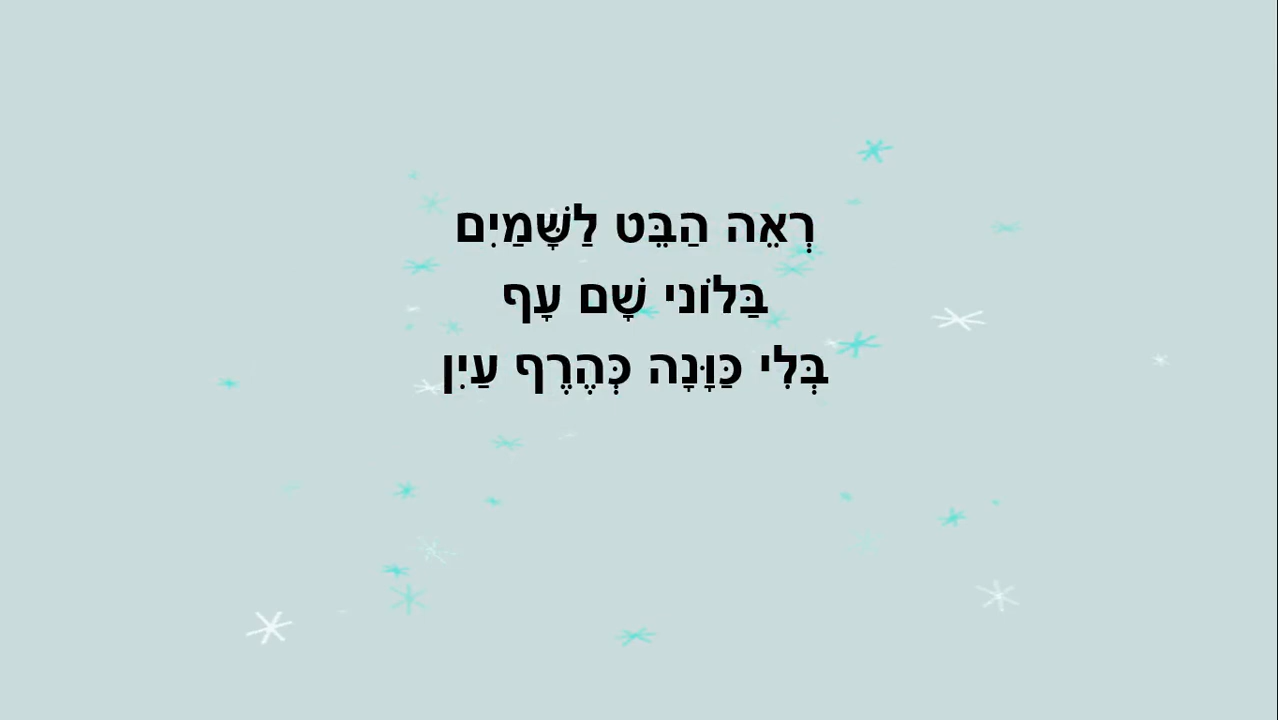 רְאֵה הַבֵּט לַשָּׁמַיִם
בַּלּוֹנִי שָׁם עָף
בְּלִי כַּוָּנָה כְּהֶרֶף עַיִן